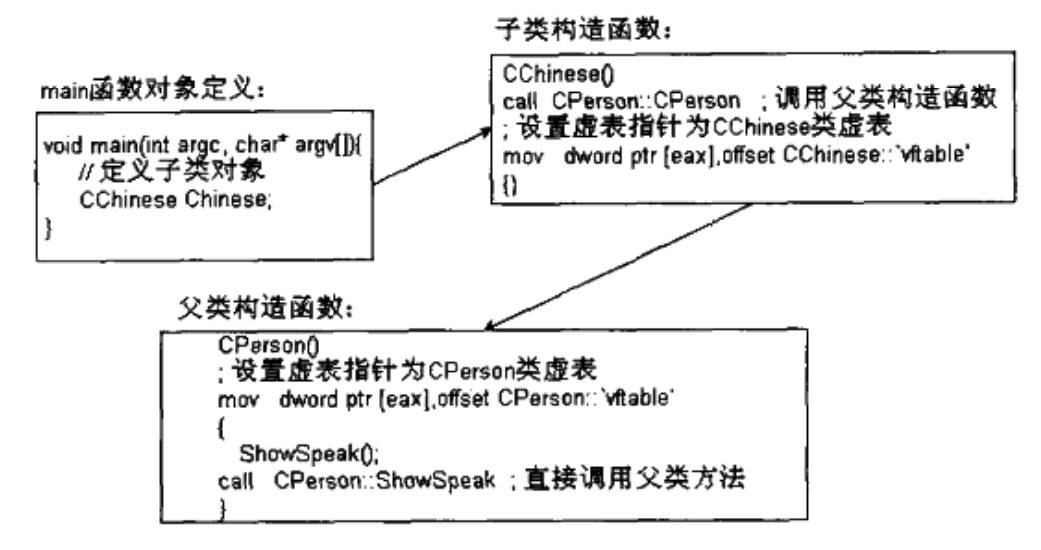 子类构造函数：
CChinese()
call CPerson::CPerson ；调用父类构造函数
；设置虚表指针为CChinese类虚表
mov dword ptr [eax],offset CChinese::`vftable'
{}
main函数对象定义：
void main(int argc, char* argv[]){
// 定义子类对象
CChinese Chinese;
}
父类构造函数：
CPerson()
；设置虚表指针为CPerson类虚表
mov dword ptr [eax],offset CPerson::`vftable'
{
ShowSpeak();
call CPerson::ShowSpeak ；直接调用父类方法
}